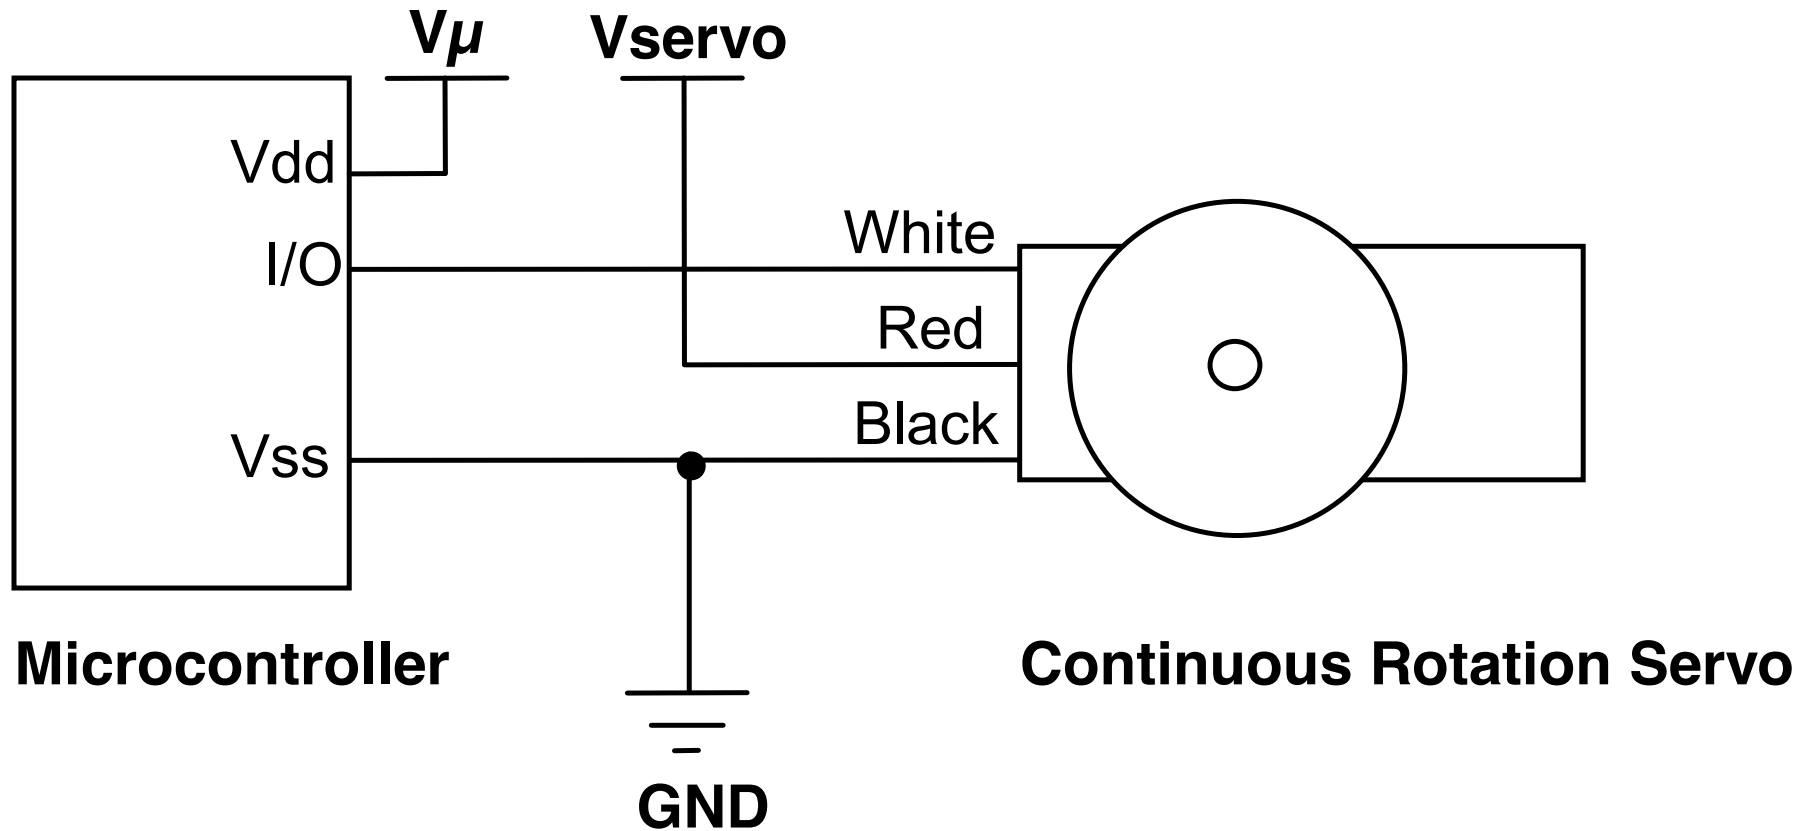 Vμ
Vservo
Vdd
I/O
White
Red
Black
Vss
Microcontroller
Continuous Rotation Servo
GND